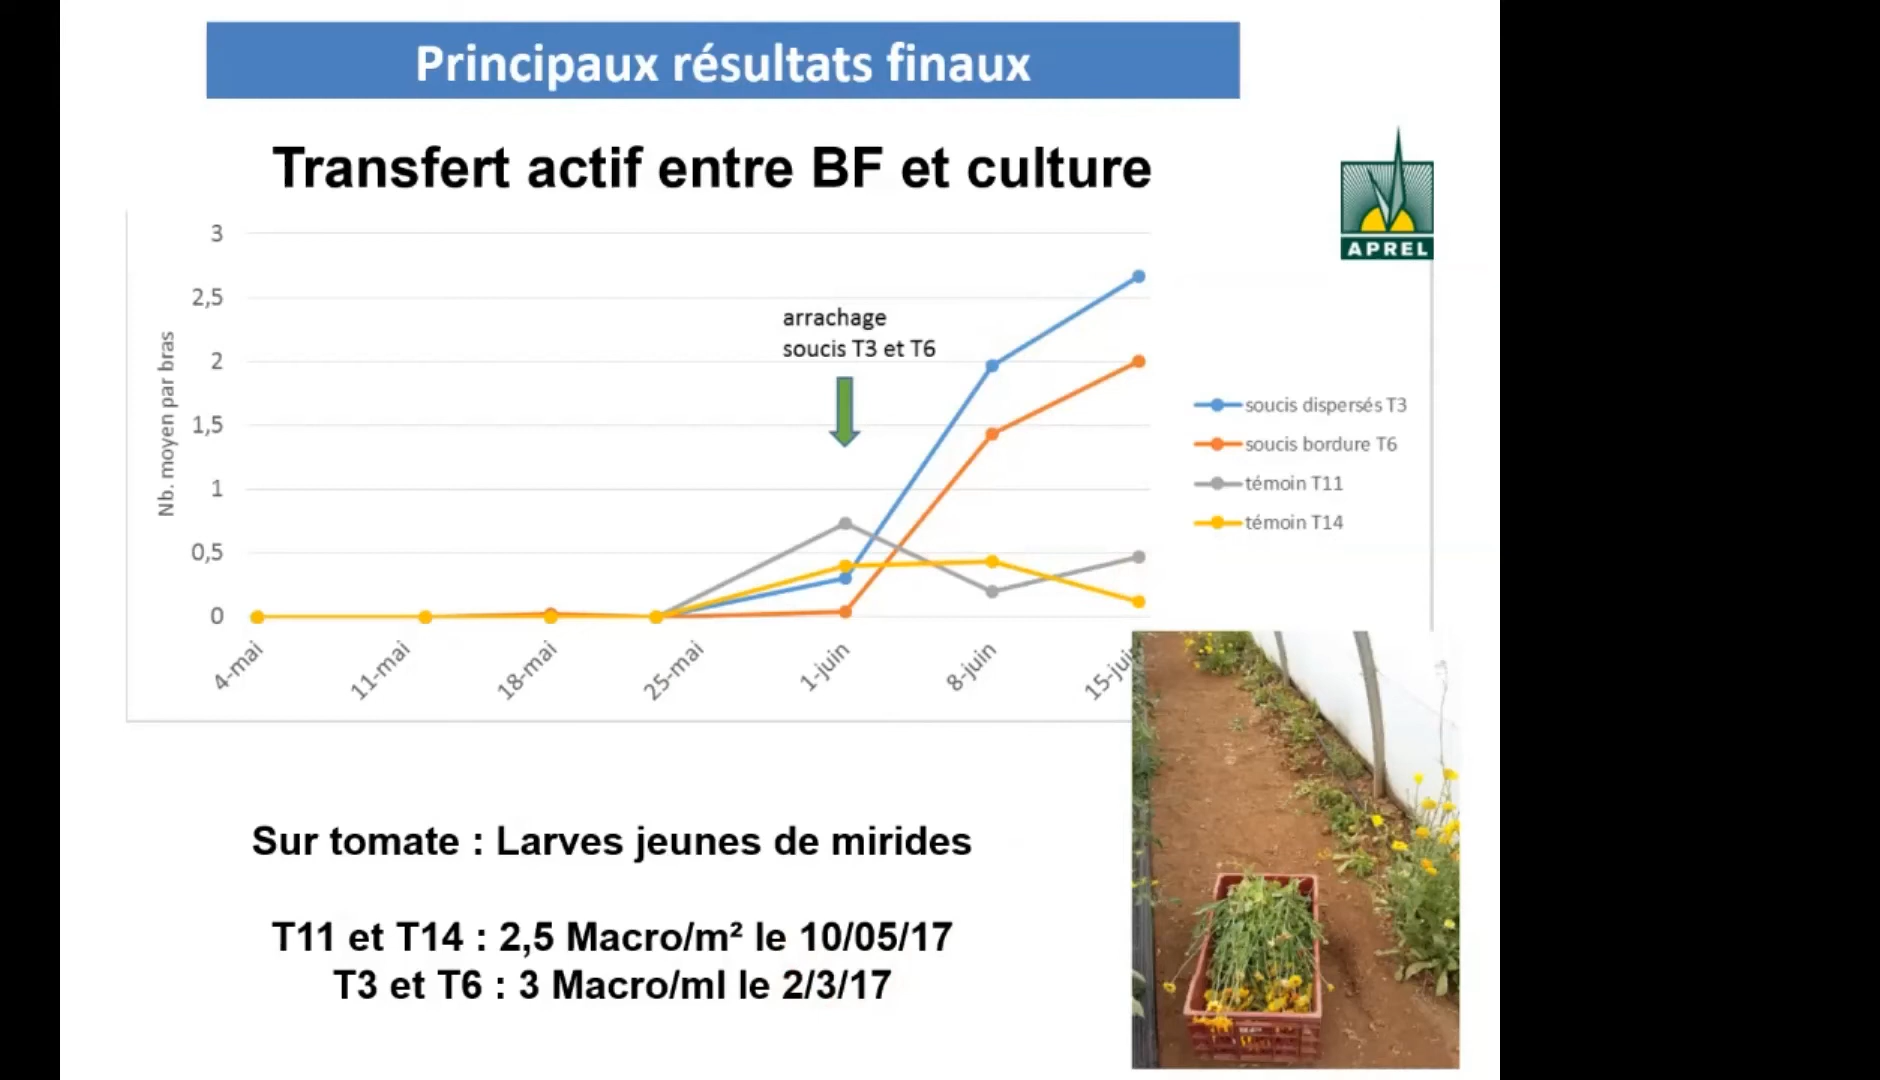 Principaux résultats finaux
Transfert actif entre BF et culture
APREL
Nb. moyen par bras
3
2,5
2
1,5
1
0,5
0
arrachage
soucis T3 et T6
4-mai
11-mai
18-mai
25-mai
1-juin
8-juin
soucis dispersés T3
soucis bordure T6
témoin T11
témoin T14
Sur tomate : Larves jeunes de mirides
T11 et T14 : 2,5 Macro/m² le 10/05/17
T3 et T6 : 3 Macro/ml le 2/3/17